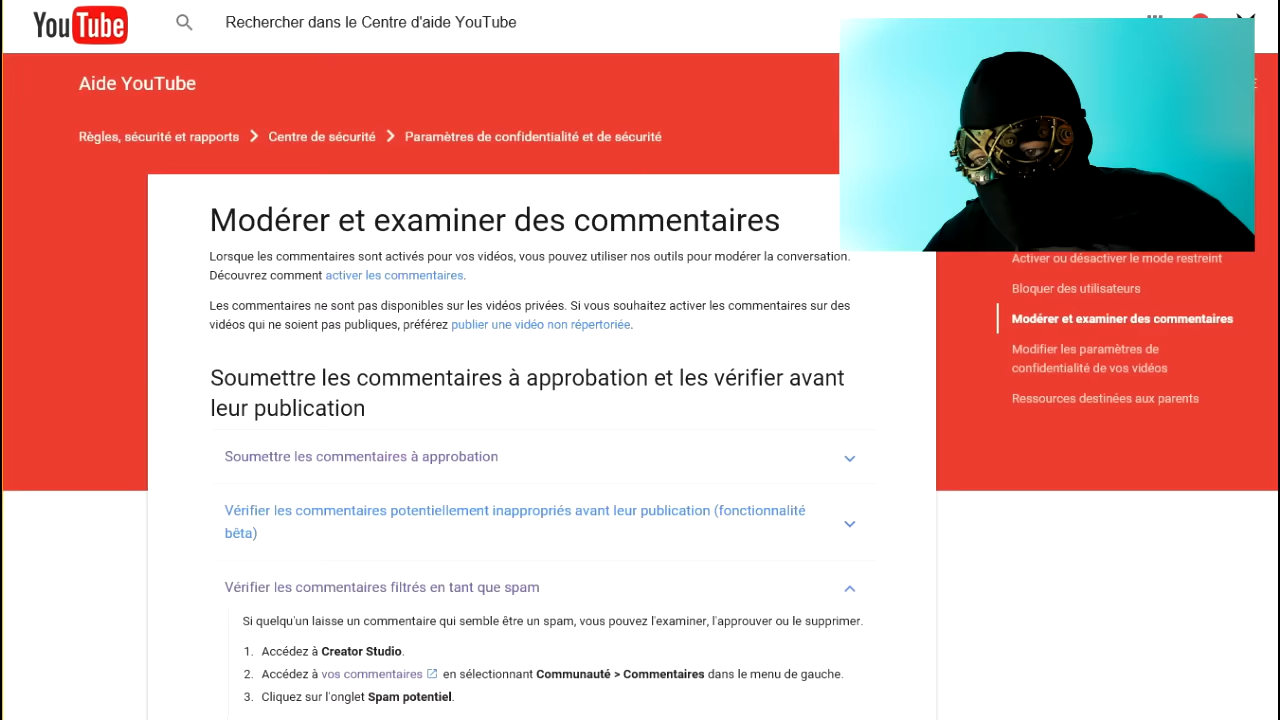 YouTube
Rechercher dans le Centre d'aide YouTube
Aide YouTube
Règles, sécurité et rapports
Centre de sécurité
Paramètres de confidentialité et de sécurité
Modérer et examiner des commentaires
Lorsque les commentaires sont activés pour vos vidéos, vous pouvez utiliser nos outils pour modérer la conversation.
Découvrez comment activer les commentaires.
Les commentaires ne sont pas disponibles sur les vidéos privées. Si vous souhaitez activer les commentaires sur des
vidéos qui ne soient pas publiques, préférez publier une vidéo non répertoriée.
Soumettre les commentaires à approbation et les vérifier avant
leur publication
Soumettre les commentaires à approbation
Vérifier les commentaires potentiellement inappropriés avant leur publication (fonctionnalité
bêta)
Vérifier les commentaires filtrés en tant que spam
Si quelqu'un laisse un commentaire qui semble être un spam, vous pouvez l'examiner, l'approuver ou le supprimer.
1. Accédez à Creator Studio.
2. Accédez à vos commentaires en sélectionnant Communauté > Commentaires dans le menu de gauche.
3. Cliquez sur l'onglet Spam potentiel.
Activer ou désactiver le mode restreint
Bloquer des utilisateurs
Modérer et examiner des commentaires
Modifier les paramètres de
confidentialité de vos vidéos
Ressources destinées aux parents